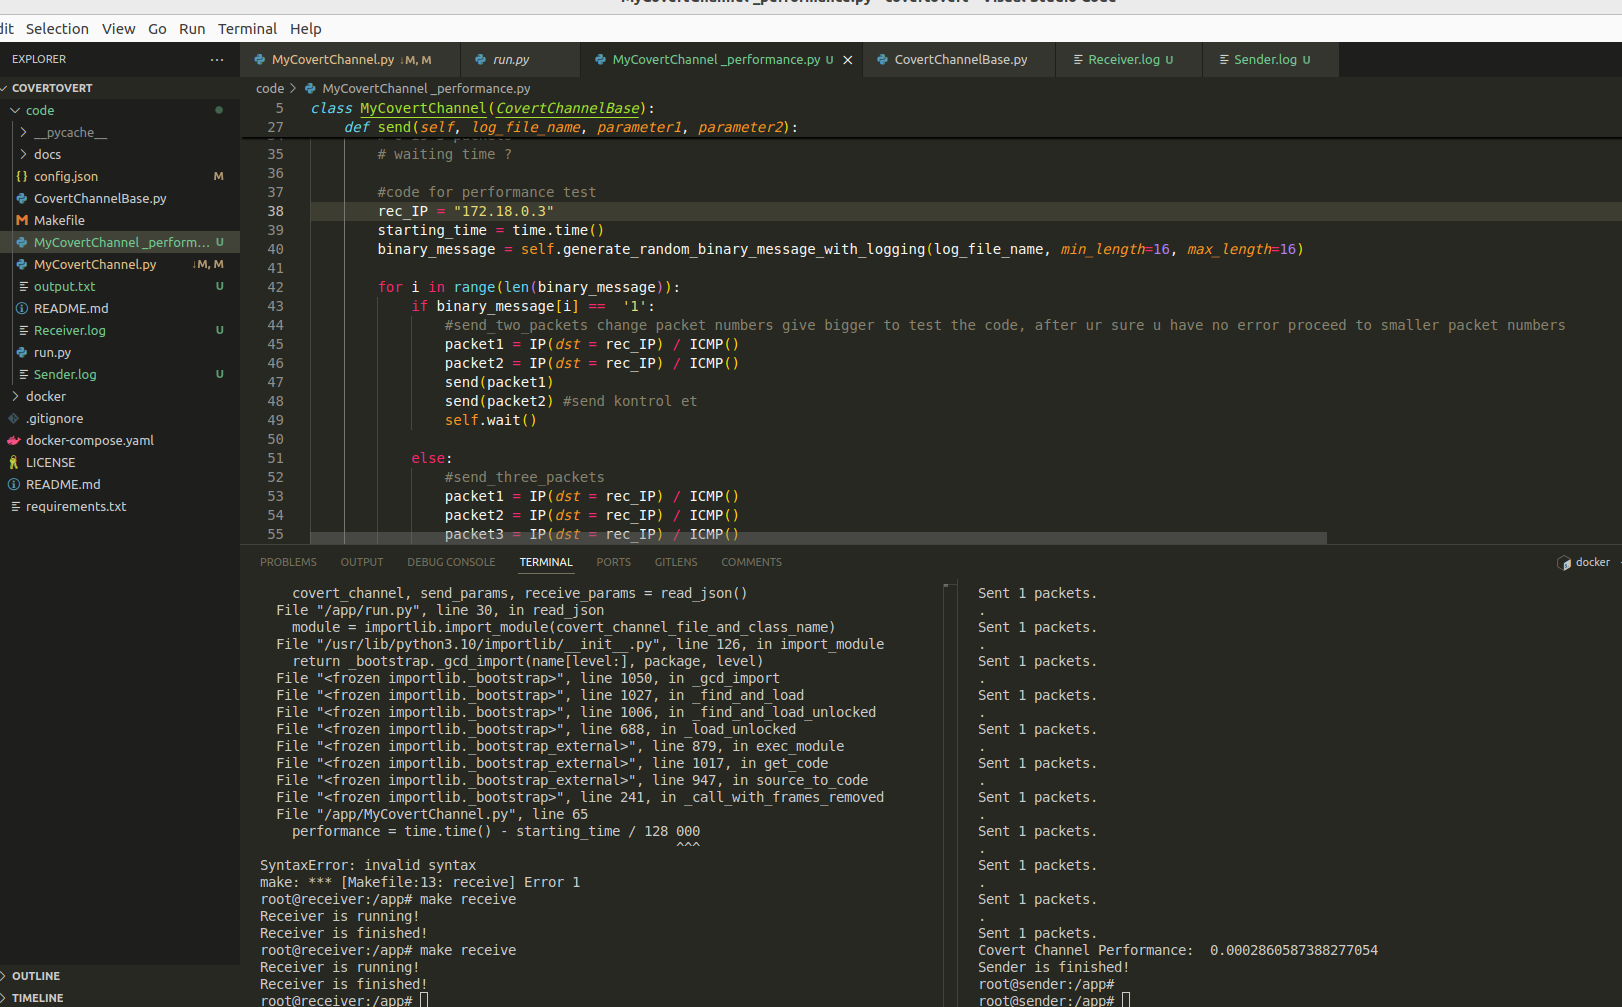 MyCovertChannel _performance.py - covertovert - Visual Studio Code
dit Selection View Go Run Terminal Help
EXPLORER ···
COVERTOVERT
code
__pycache__
docs
config.json M
CovertChannelBase.py
Makefile
MyCovertChannel _perform... U
MyCovertChannel.py ↓M, M
output.txt U
README.md
Receiver.log U
run.py
Sender.log U
docker
.gitignore
docker-compose.yaml
LICENSE
README.md
requirements.txt
OUTLINE
TIMELINE
MyCovertChannel.py ↓M, M run.py MyCovertChannel _performance.py U CovertChannelBase.py Receiver.log U Sender.log U
code > MyCovertChannel _performance.py
5 class MyCovertChannel(CovertChannelBase):
27 def send(self, log_file_name, parameter1, parameter2):
35 # waiting time ?
36
37 #code for performance test
38 rec_IP = "172.18.0.3"
39 starting_time = time.time()
40 binary_message = self.generate_random_binary_message_with_logging(log_file_name, min_length=16, max_length=16)
41
42 for i in range(len(binary_message)):
43 if binary_message[i] == '1':
44 #send_two_packets change packet numbers give bigger to test the code, after ur sure u have no error proceed to smaller packet numbers
45 packet1 = IP(dst = rec_IP) / ICMP()
46 packet2 = IP(dst = rec_IP) / ICMP()
47 send(packet1)
48 send(packet2) #send kontrol et
49 self.wait()
50
51 else:
52 #send_three_packets
53 packet1 = IP(dst = rec_IP) / ICMP()
54 packet2 = IP(dst = rec_IP) / ICMP()
55 packet3 = IP(dst = rec_IP) / ICMP()
PROBLEMS OUTPUT DEBUG CONSOLE TERMINAL PORTS GITLENS COMMENTS
docker
covert_channel, send_params, receive_params = read_json()
File "/app/run.py", line 30, in read_json
module = importlib.import_module(covert_channel_file_and_class_name)
File "/usr/lib/python3.10/importlib/__init__.py", line 126, in import_module
return _bootstrap._gcd_import(name[level:], package, level)
File "<frozen importlib._bootstrap>", line 1050, in _gcd_import
File "<frozen importlib._bootstrap>", line 1027, in _find_and_load
File "<frozen importlib._bootstrap>", line 1006, in _find_and_load_unlocked
File "<frozen importlib._bootstrap>", line 688, in _load_unlocked
File "<frozen importlib._bootstrap_external>", line 879, in exec_module
File "<frozen importlib._bootstrap_external>", line 1017, in get_code
File "<frozen importlib._bootstrap_external>", line 947, in source_to_code
File "<frozen importlib._bootstrap>", line 241, in _call_with_frames_removed
File "/app/MyCovertChannel.py", line 65
performance = time.time() - starting_time / 128 000
^^^
SyntaxError: invalid syntax
make: *** [Makefile:13: receive] Error 1
root@receiver:/app# make receive
Receiver is running!
Receiver is finished!
root@receiver:/app# make receive
Receiver is running!
Receiver is finished!
root@receiver:/app#
Sent 1 packets.
.
Sent 1 packets.
.
Sent 1 packets.
.
Sent 1 packets.
.
Sent 1 packets.
.
Sent 1 packets.
.
Sent 1 packets.
.
Sent 1 packets.
.
Sent 1 packets.
.
Sent 1 packets.
.
Sent 1 packets.
Covert Channel Performance: 0.0002860587388277054
Sender is finished!
root@sender:/app#
root@sender:/app#